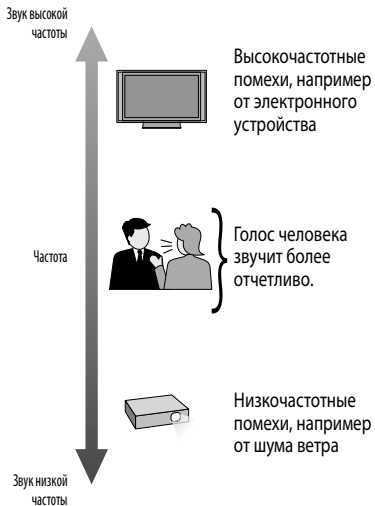 Звук высокой
частоты
Высокочастотные
помехи, например
от электронного
устройства
Частота
Голос человека
звучит более
отчетливо.
Низкочастотные
помехи, например
от шума ветра
Звук низкой
частоты